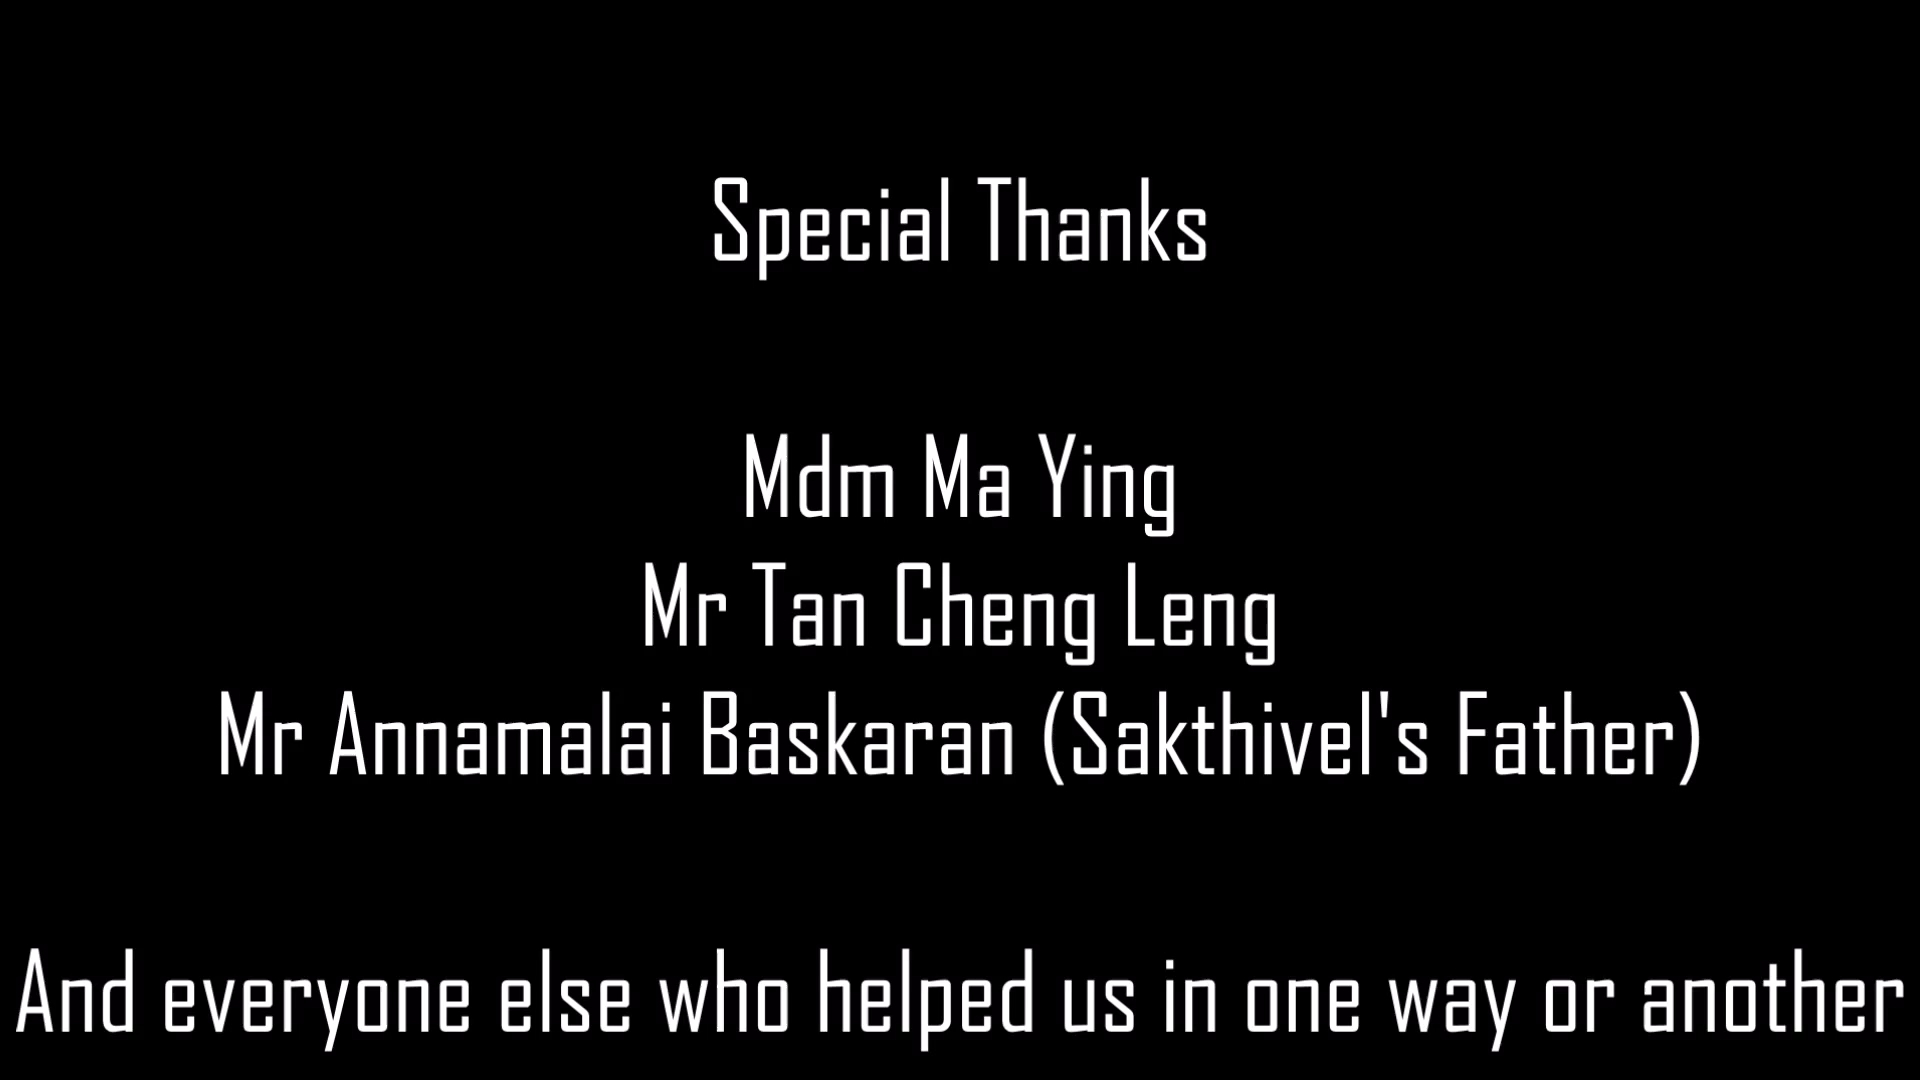 Special Thanks
Mdm Ma Ying
Mr Tan Cheng Leng
Mr Annamalai Baskaran (Sakthivel's Father)
And everyone else who helped us in one way or another